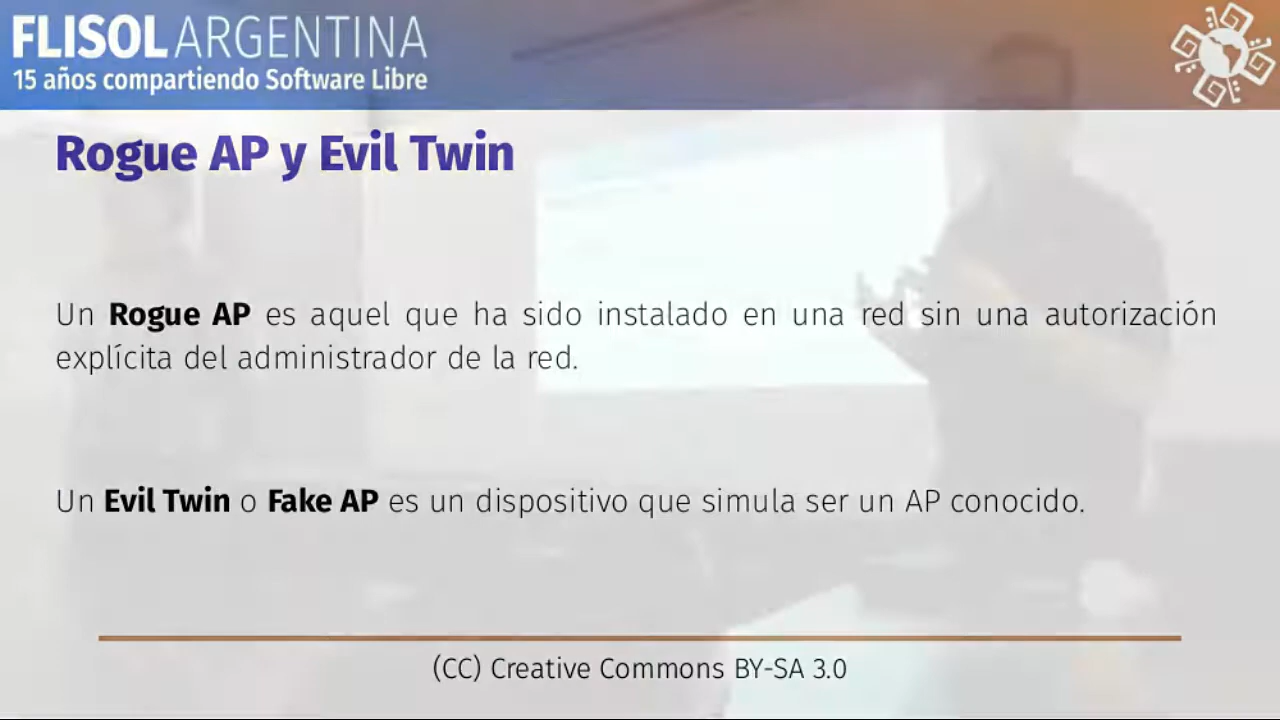 FLISOL ARGENTINA
15 años compartiendo Software Libre
Rogue AP y Evil Twin
Un Rogue AP es aquel que ha sido instalado en una red sin una autorización
explícita del administrador de la red.
Un Evil Twin o Fake AP es un dispositivo que simula ser un AP conocido.
(CC) Creative Commons BY-SA 3.0